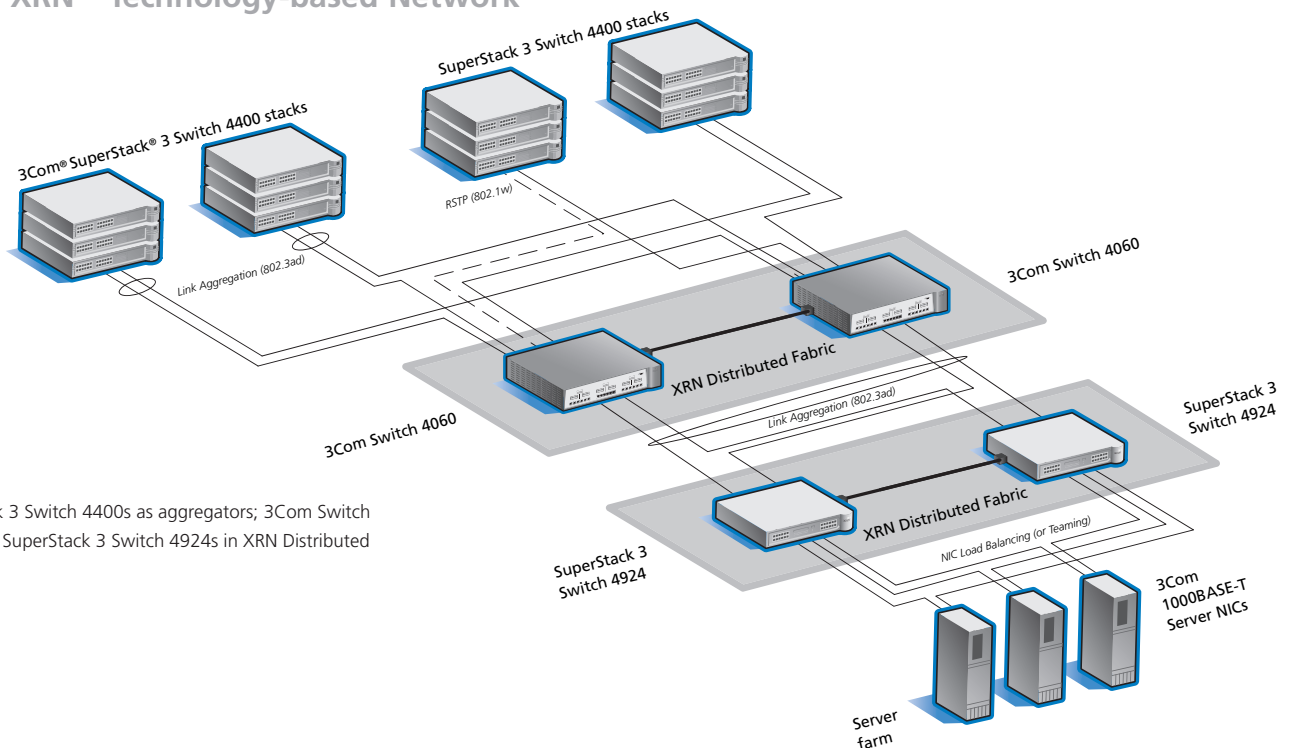 XRN™ Technology-based Network
SuperStack 3 Switch 4400 stacks
3Com® SuperStack® 3 Switch 4400 stacks
RSTP (802.1w)
Link Aggregation (802.3ad)
3Com Switch 4060
XRN Distributed Fabric
3Com Switch 4060
Link Aggregation (802.3ad)
SuperStack 3
Switch 4924
XRN Distributed Fabric
3 Switch 4400s as aggregators; 3Com Switch
SuperStack 3 Switch 4924s in XRN Distributed
NIC Load Balancing (or Teaming)
SuperStack 3
Switch 4924
3Com
1000BASE-T
Server NICs
Server
farm